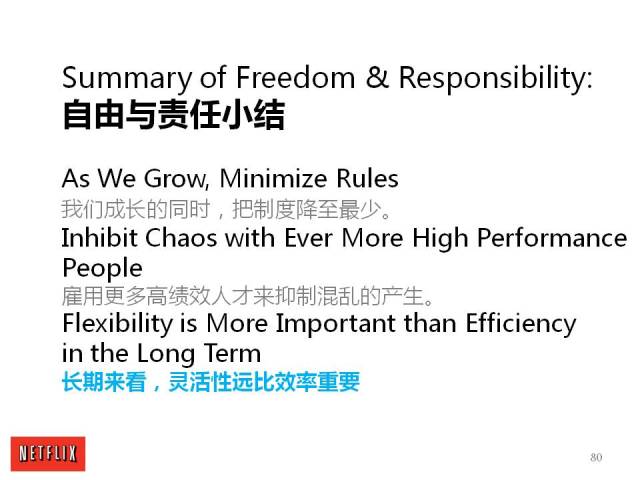 Summary of Freedom & Responsibility:
自由与责任小结
As We Grow, Minimize Rules
我们成长的同时，把制度降至最少。
Inhibit Chaos with Ever More High Performance
People
雇用更多高绩效人才来抑制混乱的产生。
Flexibility is More Important than Efficiency
in the Long Term
长期来看，灵活性远比效率重要
NETFLIX
80